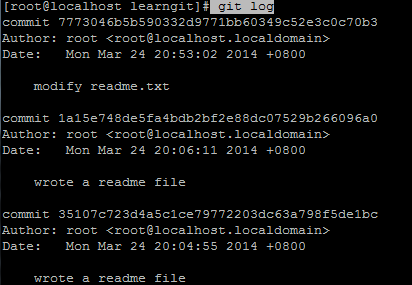 [root@localhost learngit]# git log
commit 7773046b5b590332d9771bb60349c52e3c0c70b3
Author: root <root@localhost.localdomain>
Date:   Mon Mar 24 20:53:02 2014 +0800
modify readme.txt
commit 1a15e748de5fa4bdb2bf2e88dc07529b266096a0
Author: root <root@localhost.localdomain>
Date:   Mon Mar 24 20:06:11 2014 +0800
wrote a readme file
commit 35107c723d4a5c1ce79772203dc63a798f5de1bc
Author: root <root@localhost.localdomain>
Date:   Mon Mar 24 20:04:55 2014 +0800
wrote a readme file